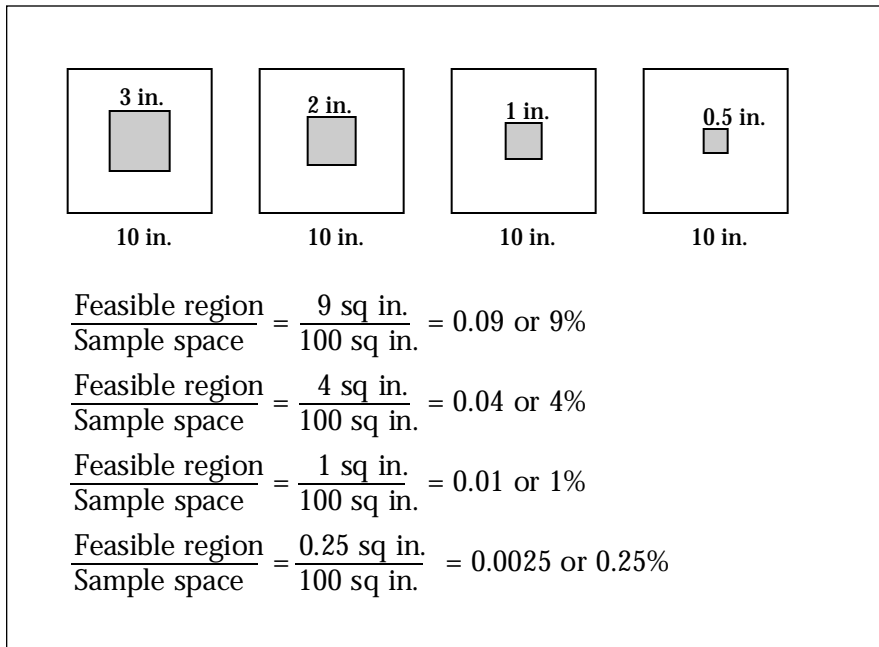 3 in. 2 in. 1 in. 0.5 in.
10 in. 10 in. 10 in. 10 in.
Feasible region / Sample space = 9 sq in. / 100 sq in. = 0.09 or 9%
Feasible region / Sample space = 4 sq in. / 100 sq in. = 0.04 or 4%
Feasible region / Sample space = 1 sq in. / 100 sq in. = 0.01 or 1%
Feasible region / Sample space = 0.25 sq in. / 100 sq in. = 0.0025 or 0.25%